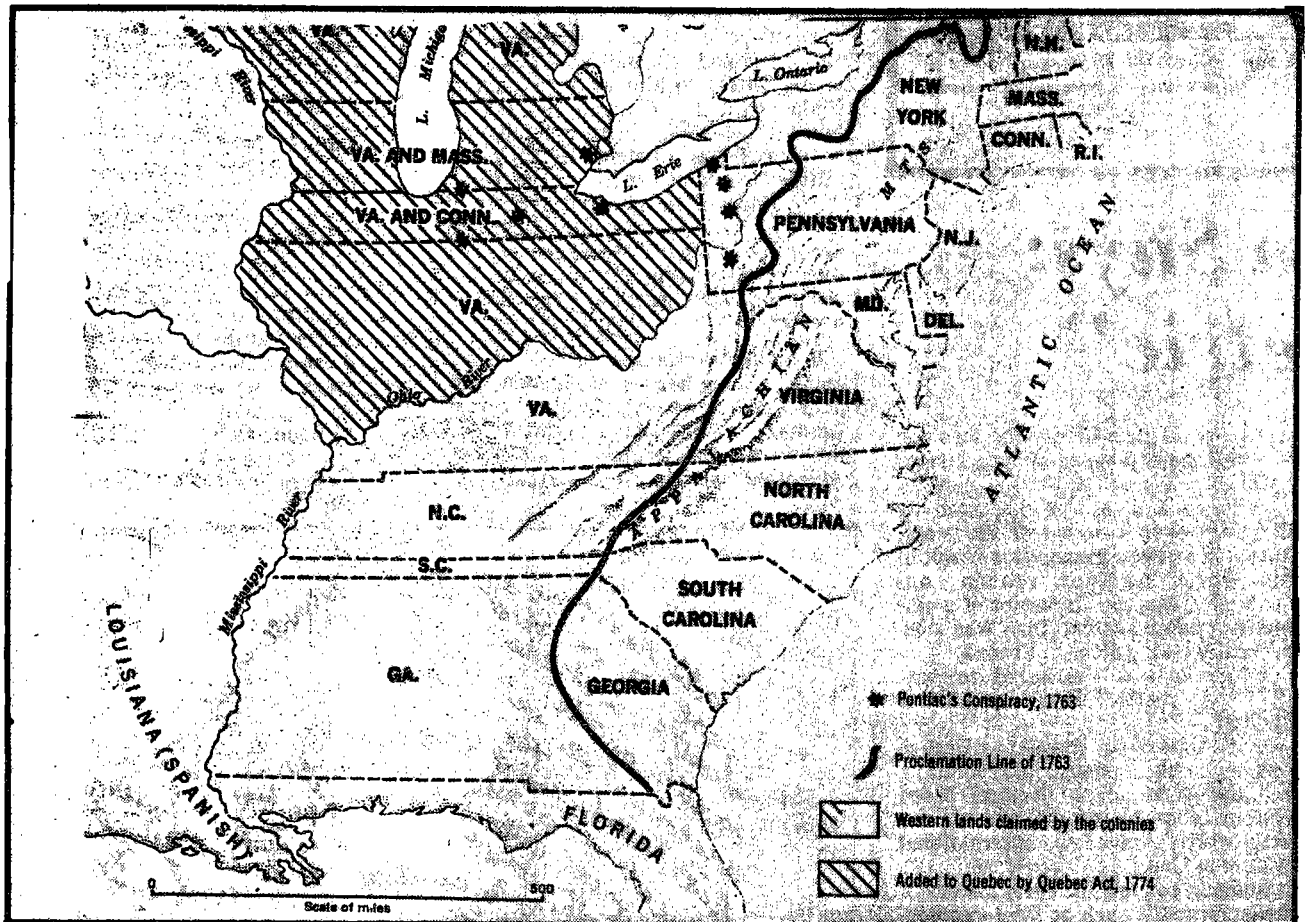 VA.
VA.
ssippi
River
L. Michigan
L. Ontario
N.H.
NEW
YORK
MASS.
CONN.
R.I.
VA. AND MASS.
L. Erie
MTS.
VA. AND CONN.
PENNSYLVANIA
N.J.
VA.
MD.
DEL.
ATLANTIC OCEAN
Ohio River
VA.
VIRGINIA
APPALACHIAN
N.C.
NORTH
CAROLINA
S.C.
Mississippi River
SOUTH
CAROLINA
LOUISIANA (SPANISH)
GA.
GEORGIA
FLORIDA
Pontiac's Conspiracy, 1763
Proclamation Line of 1763
Western lands claimed by the colonies
Added to Quebec by Quebec Act, 1774
0 500
Scale of miles